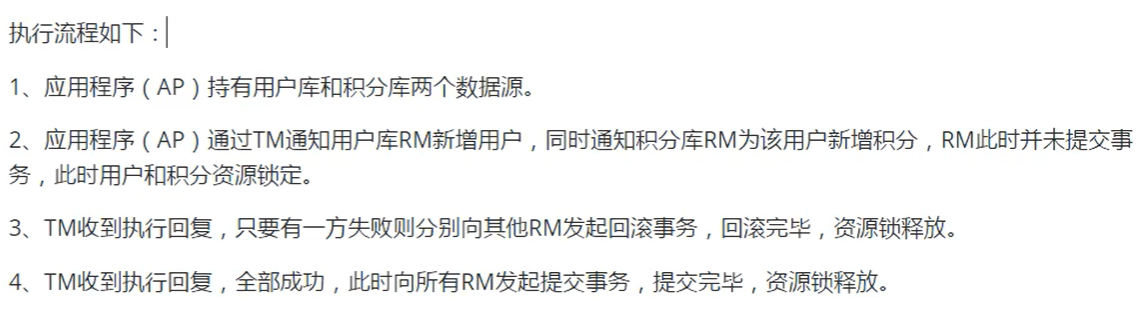 执行流程如下：
1、应用程序（AP）持有用户库和积分库两个数据源。
2、应用程序（AP）通过TM通知用户库RM新增用户，同时通知积分库RM为该用户新增积分，RM此时并未提交事
务，此时用户和积分资源锁定。
3、TM收到执行回复，只要有一方失败则分别向其他RM发起回滚事务，回滚完毕，资源锁释放。
4、TM收到执行回复，全部成功，此时向所有RM发起提交事务，提交完毕，资源锁释放。